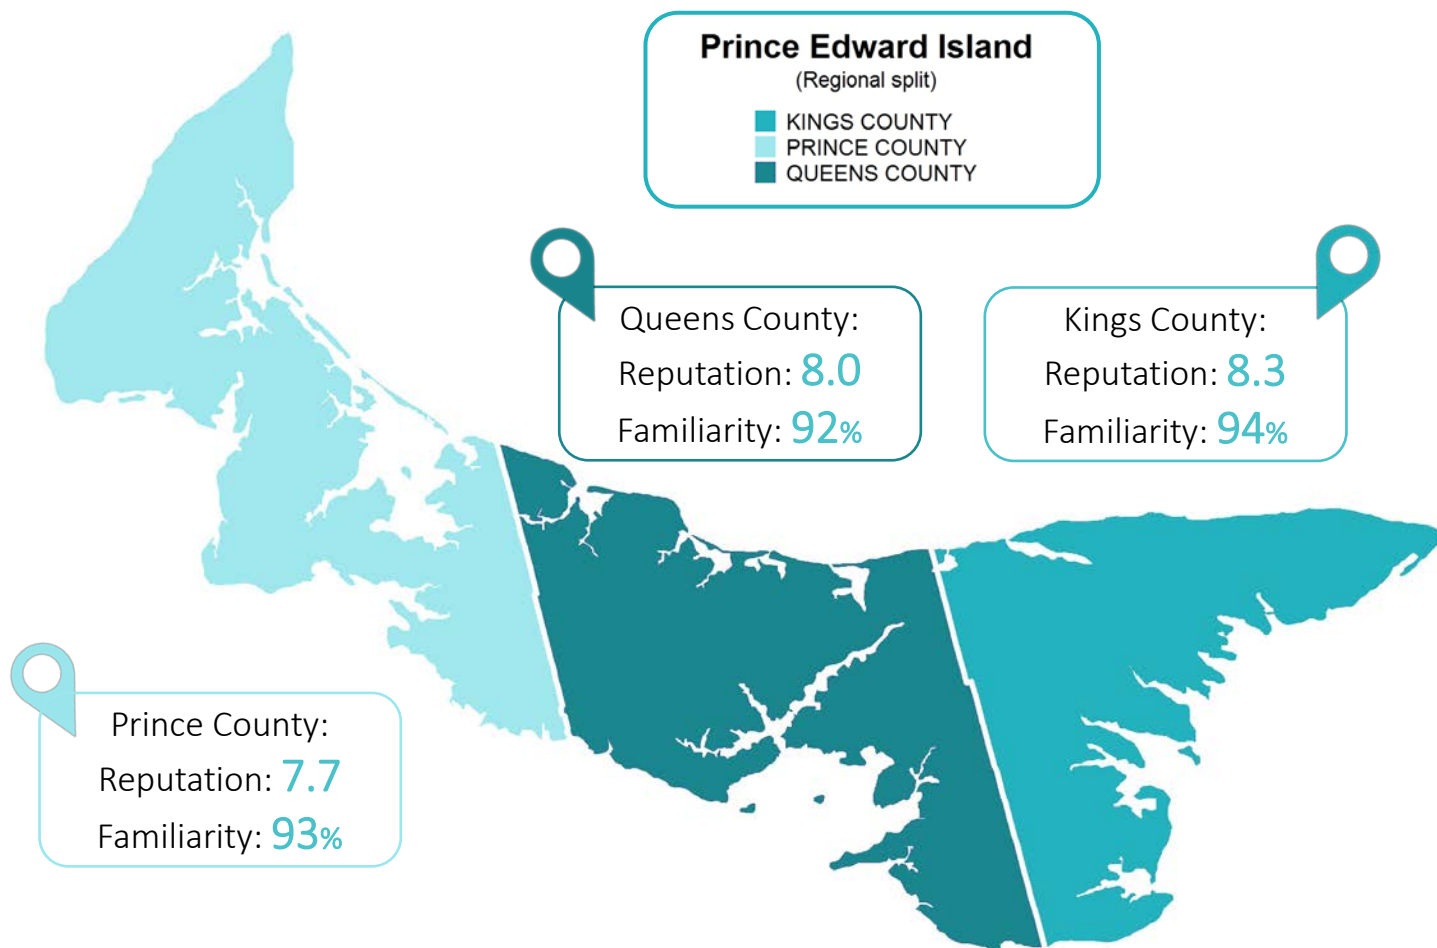 Prince Edward Island
(Regional split)
KINGS COUNTY
PRINCE COUNTY
QUEENS COUNTY
Queens County:
Reputation: 8.0
Familiarity: 92%
Kings County:
Reputation: 8.3
Familiarity: 94%
Prince County:
Reputation: 7.7
Familiarity: 93%